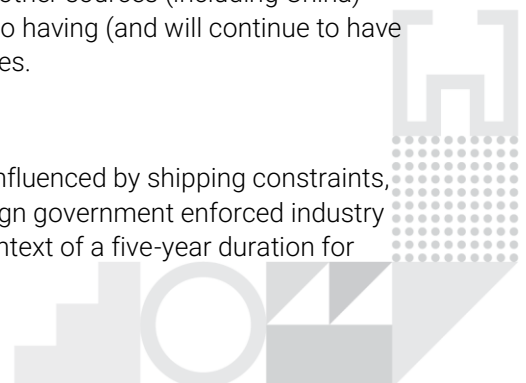 other sources (including China)
o having (and will continue to have
es.
nfluenced by shipping constraints,
ign government enforced industry
ntext of a five-year duration for